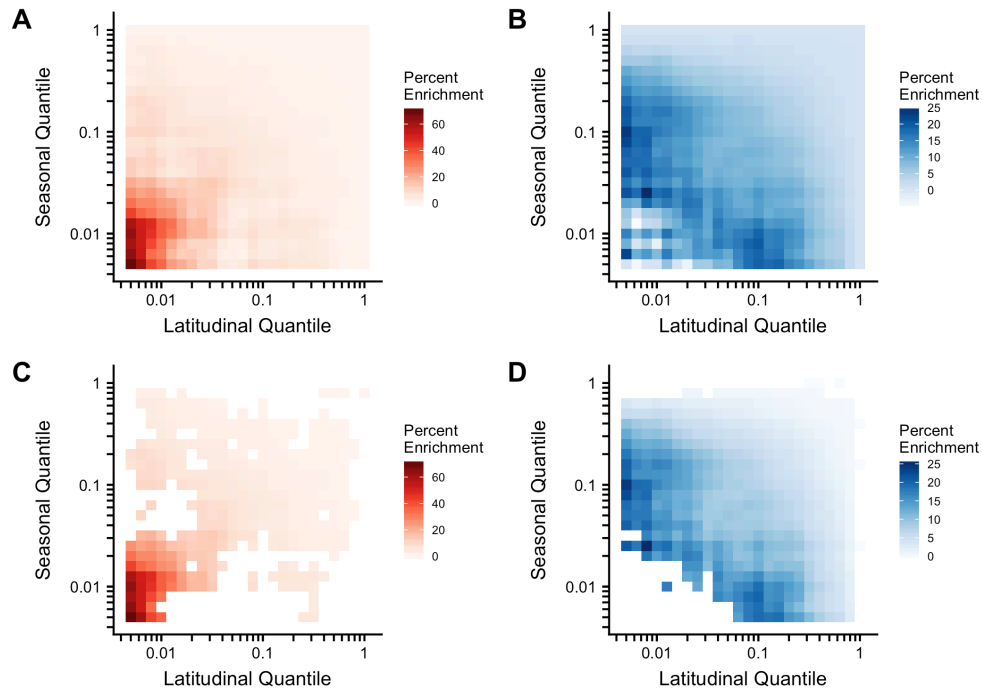 A
Seasonal Quantile
1
0.1
0.01
0.01
0.1
1
Latitudinal Quantile
Percent
Enrichment
60
40
20
0
B
Seasonal Quantile
1
0.1
0.01
0.01
0.1
1
Latitudinal Quantile
Percent
Enrichment
25
20
15
10
5
0
C
Seasonal Quantile
1
0.1
0.01
0.01
0.1
1
Latitudinal Quantile
Percent
Enrichment
60
40
20
0
D
Seasonal Quantile
1
0.1
0.01
0.01
0.1
1
Latitudinal Quantile
Percent
Enrichment
25
20
15
10
5
0